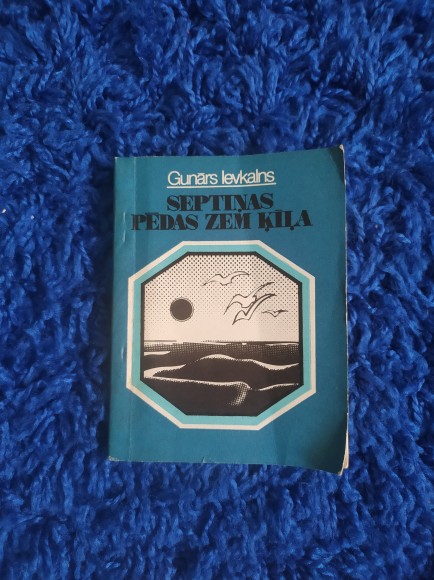 Gunārs Ievkalns
SEPTIŅAS
PĒDAS ZEM ĶĪĻA